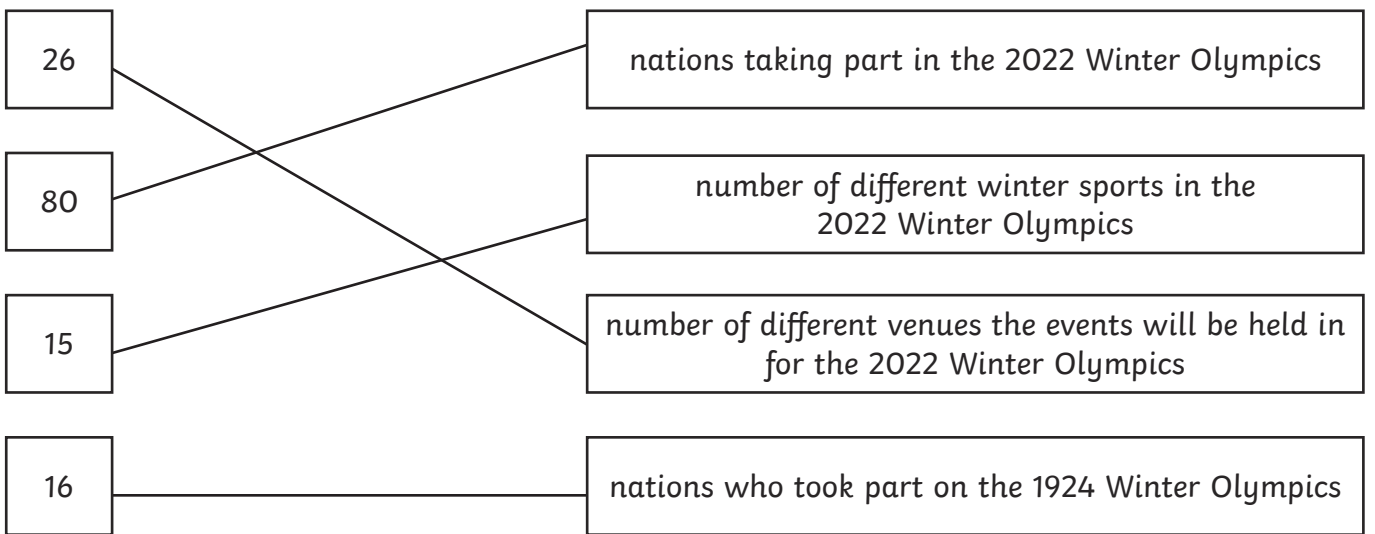 26
nations taking part in the 2022 Winter Olympics
80
number of different winter sports in the
2022 Winter Olympics
15
number of different venues the events will be held in
for the 2022 Winter Olympics
16
nations who took part on the 1924 Winter Olympics